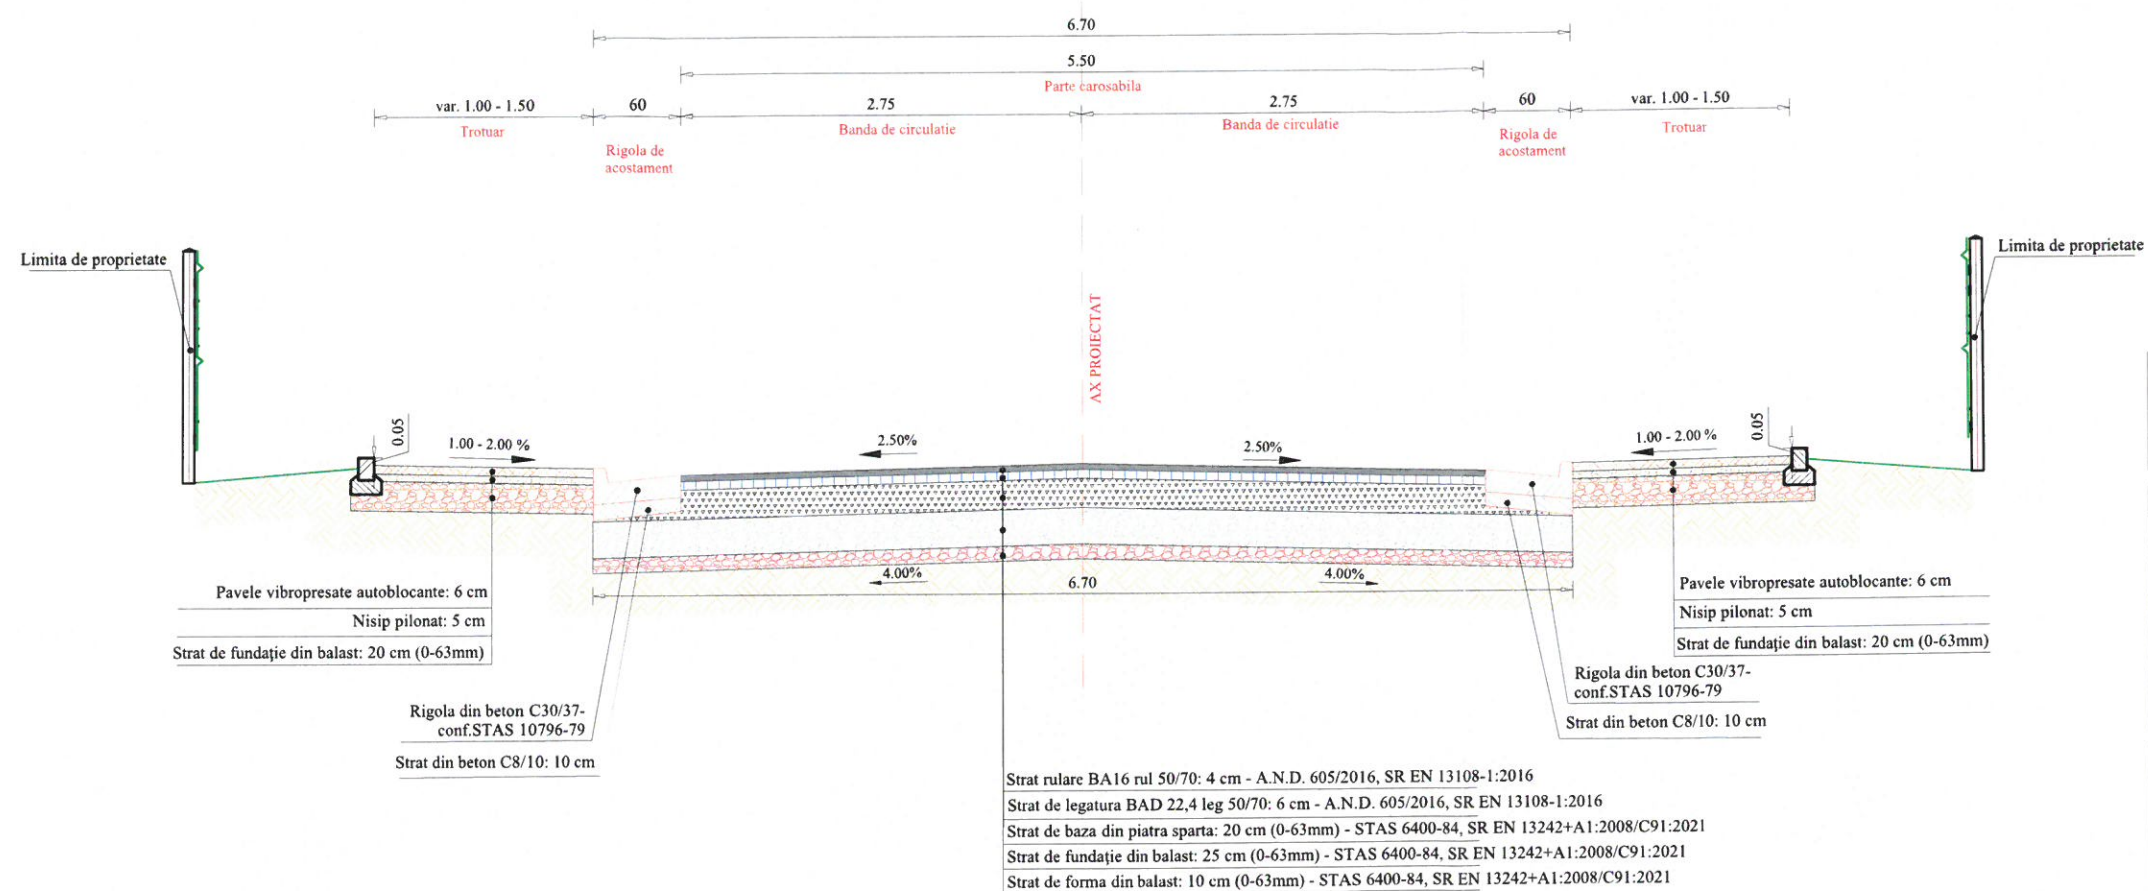 6.70
5.50
Parte carosabila
var. 1.00 - 1.50
60
2.75
2.75
60
var. 1.00 - 1.50
Trotuar
Banda de circulatie
Banda de circulatie
Trotuar
Rigola de
acostament
Rigola de
acostament
Limita de proprietate
Limita de proprietate
AX PROIECTAT
0.05
1.00 - 2.00 %
2.50%
2.50%
1.00 - 2.00 %
0.05
4.00%
6.70
4.00%
Pavele vibropresate autoblocante: 6 cm
Nisip pilonat: 5 cm
Strat de fundaţie din balast: 20 cm (0-63mm)
Pavele vibropresate autoblocante: 6 cm
Nisip pilonat: 5 cm
Strat de fundaţie din balast: 20 cm (0-63mm)
Rigola din beton C30/37-
conf.STAS 10796-79
Strat din beton C8/10: 10 cm
Rigola din beton C30/37-
conf.STAS 10796-79
Strat din beton C8/10: 10 cm
Strat rulare BA16 rul 50/70: 4 cm - A.N.D. 605/2016, SR EN 13108-1:2016
Strat de legatura BAD 22,4 leg 50/70: 6 cm - A.N.D. 605/2016, SR EN 13108-1:2016
Strat de baza din piatra sparta: 20 cm (0-63mm) - STAS 6400-84, SR EN 13242+A1:2008/C91:2021
Strat de fundaţie din balast: 25 cm (0-63mm) - STAS 6400-84, SR EN 13242+A1:2008/C91:2021
Strat de forma din balast: 10 cm (0-63mm) - STAS 6400-84, SR EN 13242+A1:2008/C91:2021